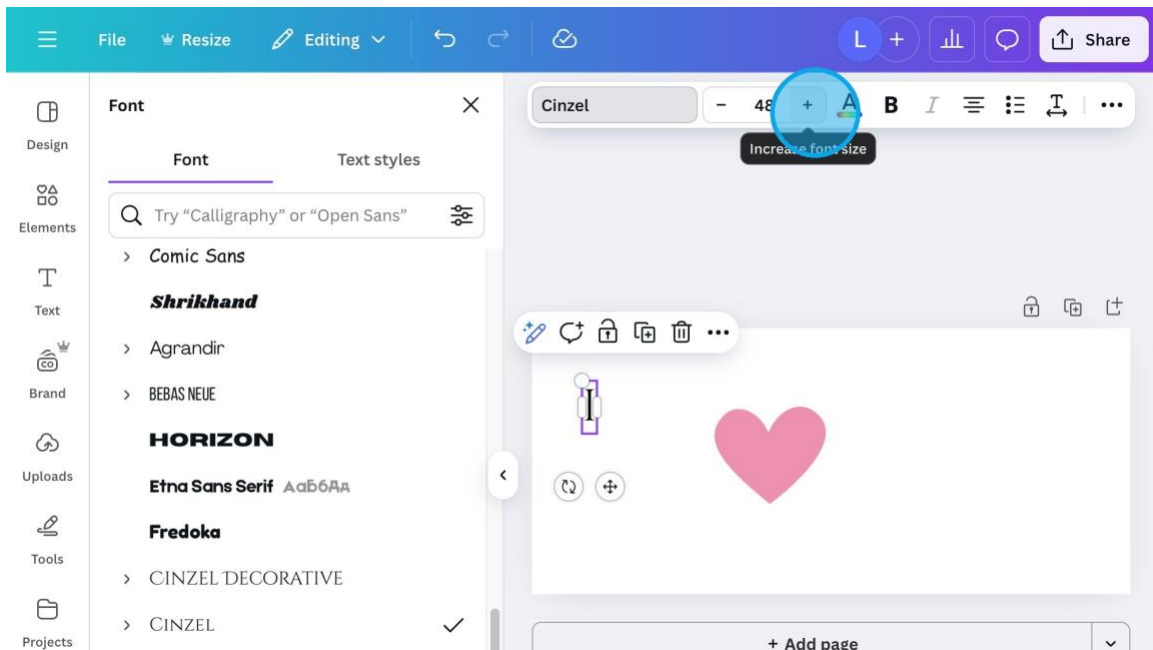 File Resize Editing L + Share
Design
Elements
Text
Brand
CO
Uploads
Tools
Projects
Font
Font Text styles
Try “Calligraphy” or “Open Sans”
Comic Sans
Shrikhand
Agrandir
BEBAS NEUE
HORIZON
Etna Sans Serif АаБбДд
Fredoka
CINZEL DECORATIVE
CINZEL
Cinzel − 48 + A B I T
Increase font size
I
+ Add page